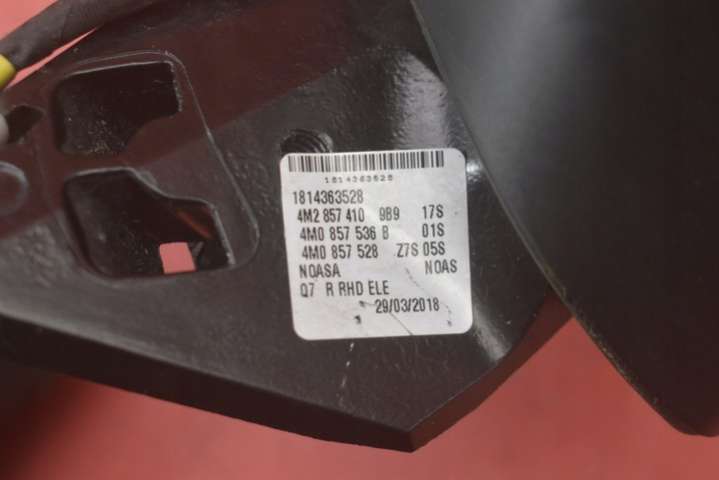 1814363528
1814363528
4M2 857 410 9B9 17S
4M0 857 536 B 01S
4M0 857 528 Z7S 05S
NOASA NOAS
Q7 R RHD ELE
29/03/2018